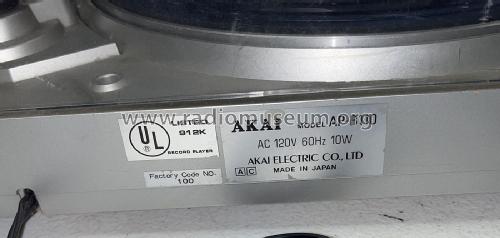 www.radiomuseum.org
UL
LISTED
912K
RECORD PLAYER
Factory Code NO.
100
AKAI MODEL
AC 120V 60Hz 10W
AKAI ELECTRIC CO., LTD
A C MADE IN JAPAN